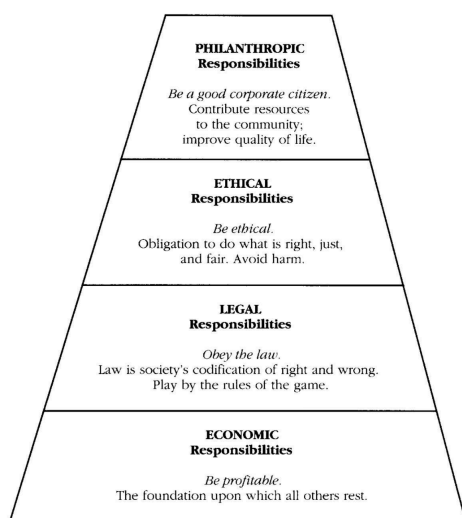 PHILANTHROPIC
Responsibilities
Be a good corporate citizen.
Contribute resources
to the community;
improve quality of life.
ETHICAL
Responsibilities
Be ethical.
Obligation to do what is right, just,
and fair. Avoid harm.
LEGAL
Responsibilities
Obey the law.
Law is society's codification of right and wrong.
Play by the rules of the game.
ECONOMIC
Responsibilities
Be profitable.
The foundation upon which all others rest.